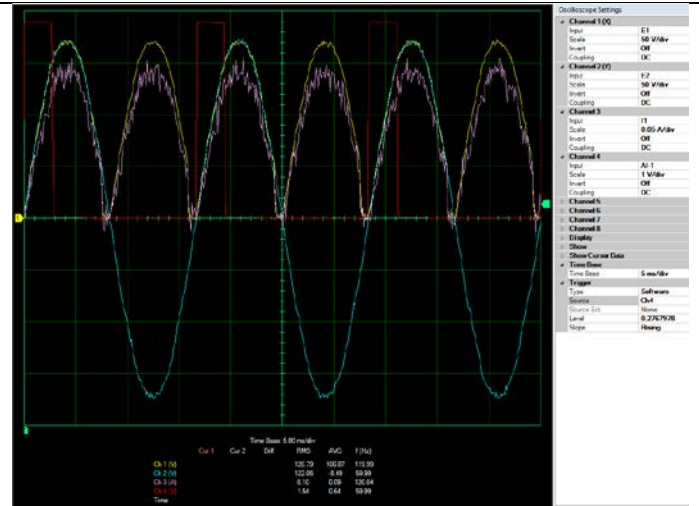 Oscilloscope Settings
Channel 1 (X)
Input E1
Scale 50 V/div
Invert Off
Coupling DC
Channel 2 (Y)
Input E2
Scale 50 V/div
Invert Off
Coupling DC
Channel 3
Input I1
Scale 0.05 A/div
Invert Off
Coupling DC
Channel 4
Input AI-1
Scale 1 V/div
Invert Off
Coupling DC
Channel 5
Channel 6
Channel 7
Channel 8
Display
Show
Show Cursor Data
Time Base
Time Base 5 ms/div
Trigger
Type Software
Source Ch4
Source Ext None
Level 0.2767978
Slope Rising
Time Base: 5.00 ms/div
Cur 1 Cur 2 Diff RMS AVG F(Hz)
Ch 1 (V) 120.79 106.87 119.99
Ch 2 (V) 122.05 -0.49 59.99
Ch 3 (A) 0.10 0.09 120.04
Ch 4 1.54 0.64 59.99
Time